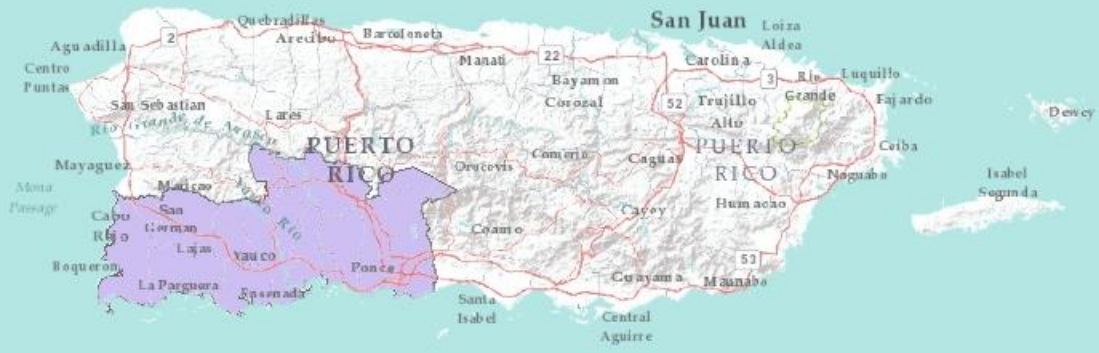 San Juan
Loiza
Aldea
Quebradillas
2
Arecibo
Barceloneta
Aguadilla
Manati
22
Carolina
Centro
Puntas
Bayamon
3
Rio
Grande
Luquillo
San Sebastian
Corozal
52
Trujillo
Alto
Fajardo
Lares
Dewey
Rio Grande de Anasco
PUERTO
RICO
PUERTO
RICO
Ceiba
Mayaguez
Orocovis
Comerio
Caguas
Naguabo
Isabel
Segunda
Mona
Passage
Maricao
Humacao
Cabo
Rojo
San
German
Cayey
Coamo
Lajas
Yauco
Boqueron
Ponce
53
La Parguera
Ensenada
Guayama
Maunabo
Santa
Isabel
Central
Aguirre